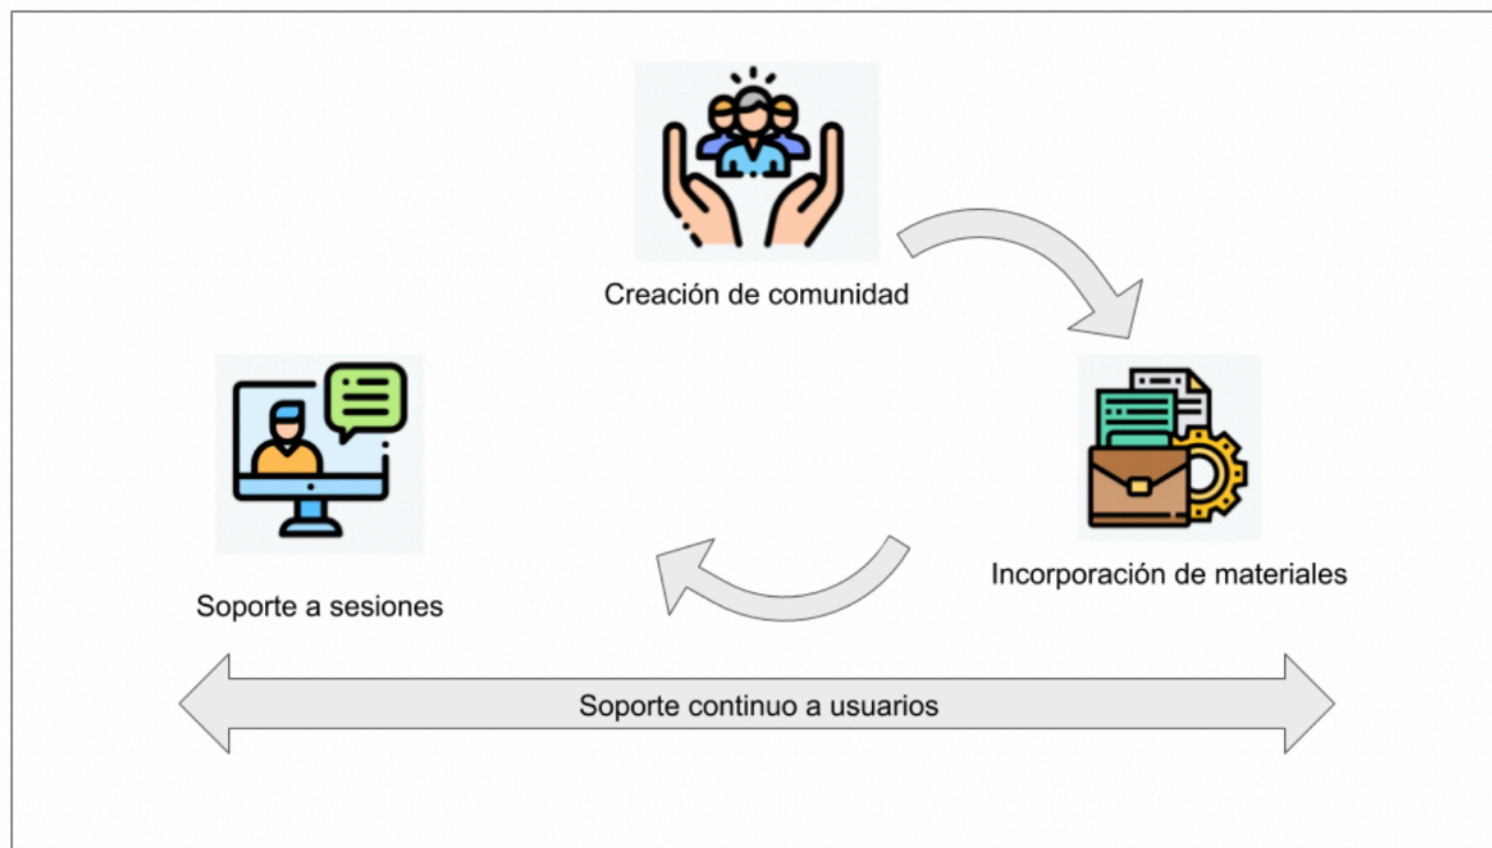 Creación de comunidad
Incorporación de materiales
Soporte a sesiones
Soporte continuo a usuarios